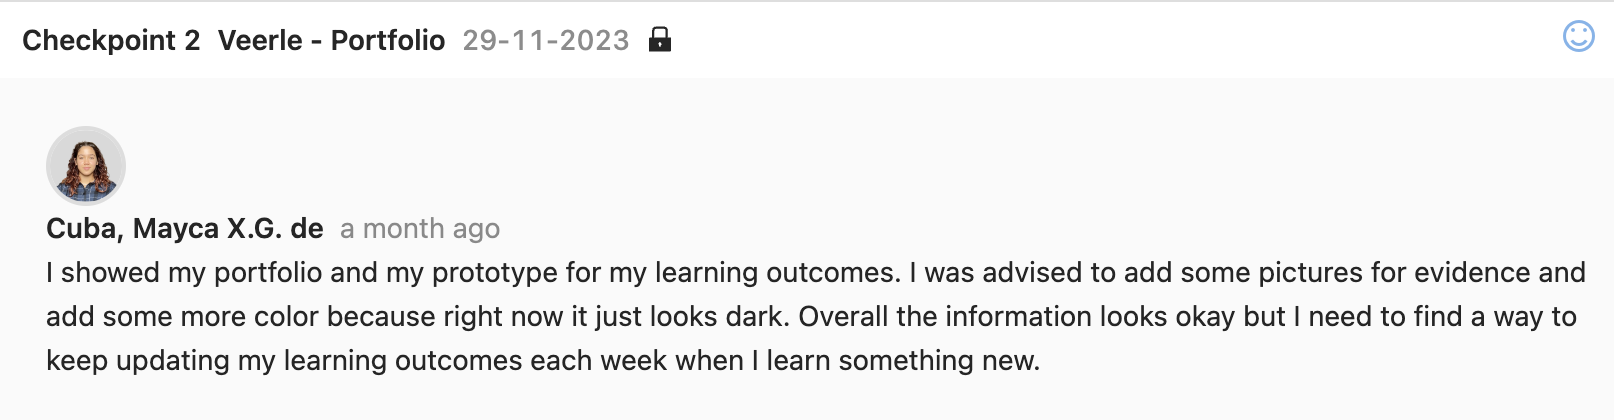 Checkpoint 2 Veerle - Portfolio 29-11-2023
Cuba, Mayca X.G. de a month ago
I showed my portfolio and my prototype for my learning outcomes. I was advised to add some pictures for evidence and
add some more color because right now it just looks dark. Overall the information looks okay but I need to find a way to
keep updating my learning outcomes each week when I learn something new.